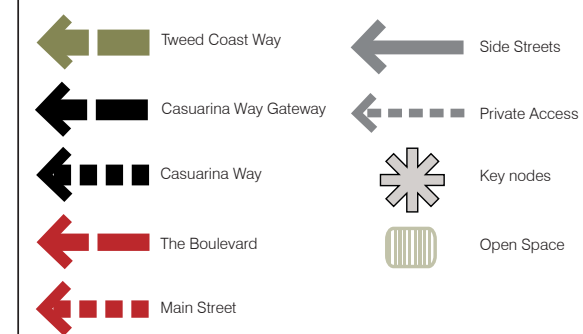 Tweed Coast Way
Casuarina Way Gateway
Casuarina Way
The Boulevard
Main Street
Side Streets
Private Access
Key nodes
Open Space